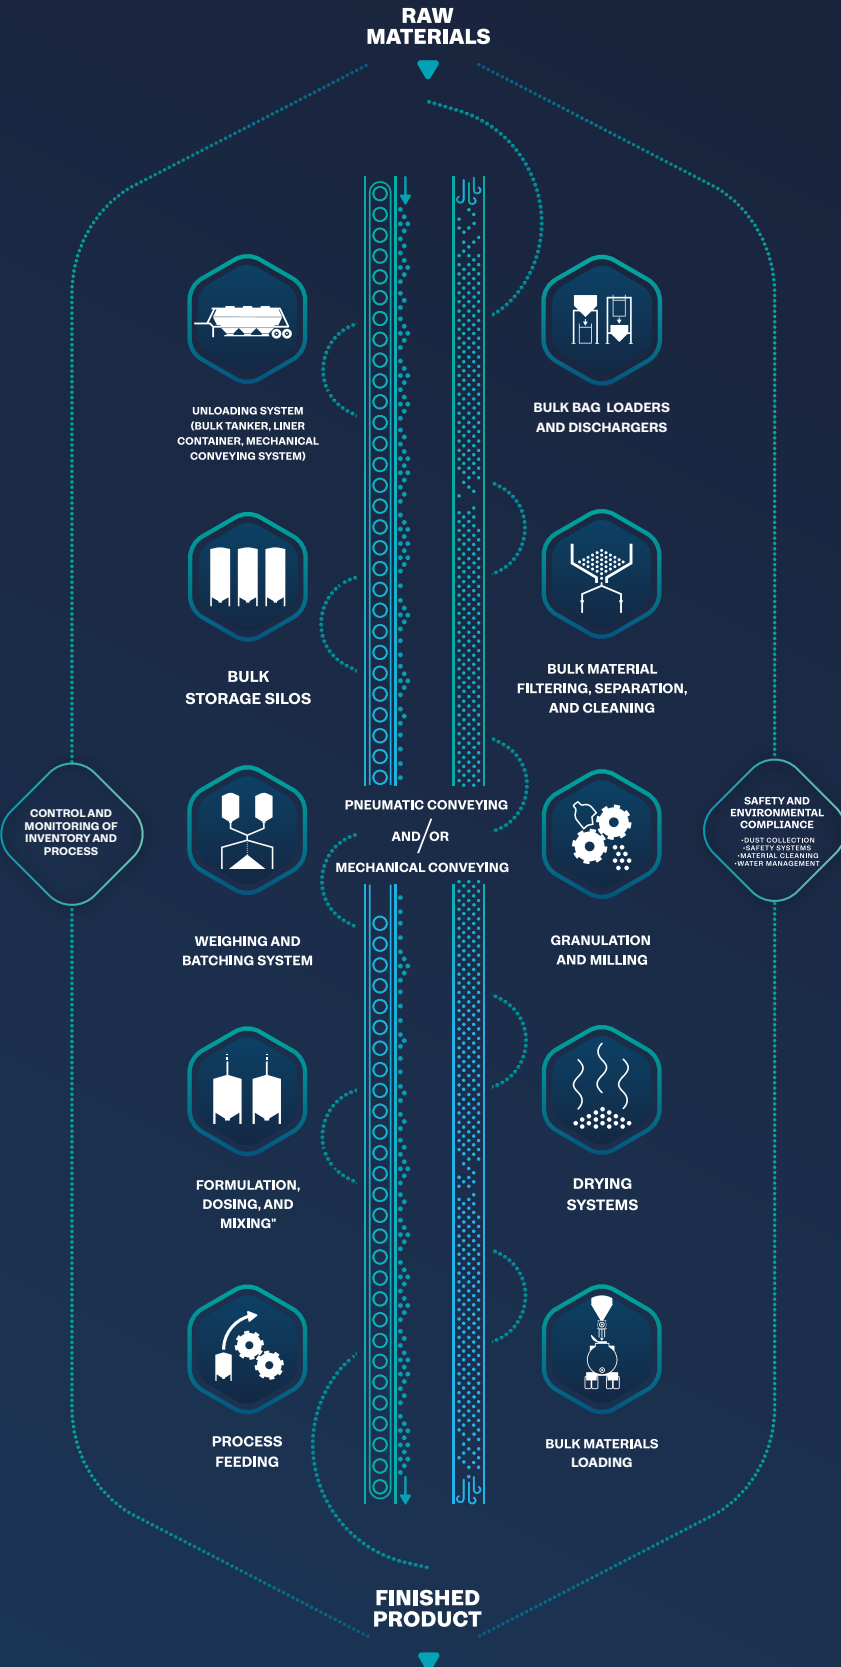 RAW
MATERIALS
UNLOADING SYSTEM
(BULK TANKER, LINER
CONTAINER, MECHANICAL
CONVEYING SYSTEM)
BULK BAG LOADERS
AND DISCHARGERS
BULK
STORAGE SILOS
BULK MATERIAL
FILTERING, SEPARATION,
AND CLEANING
CONTROL AND
MONITORING OF
INVENTORY AND
PROCESS
PNEUMATIC CONVEYING
AND/OR
MECHANICAL CONVEYING
SAFETY AND
ENVIRONMENTAL
COMPLIANCE
•DUST COLLECTION
•SAFETY SYSTEMS
•MATERIAL CLEANING
•WATER MANAGEMENT
WEIGHING AND
BATCHING SYSTEM
GRANULATION
AND MILLING
FORMULATION,
DOSING, AND
MIXING"
DRYING
SYSTEMS
PROCESS
FEEDING
BULK MATERIALS
LOADING
FINISHED
PRODUCT